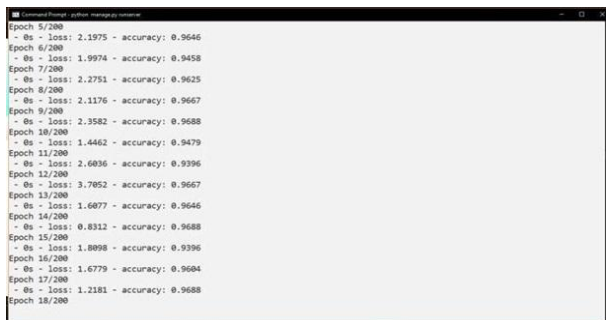 Command Prompt - python manage.py runserver
Epoch 5/200
- 0s - loss: 2.1975 - accuracy: 0.9646
Epoch 6/200
- 0s - loss: 1.9974 - accuracy: 0.9458
Epoch 7/200
- 0s - loss: 2.2751 - accuracy: 0.9625
Epoch 8/200
- 0s - loss: 2.1176 - accuracy: 0.9667
Epoch 9/200
- 0s - loss: 2.3582 - accuracy: 0.9688
Epoch 10/200
- 0s - loss: 1.4462 - accuracy: 0.9479
Epoch 11/200
- 0s - loss: 2.6036 - accuracy: 0.9396
Epoch 12/200
- 0s - loss: 3.7052 - accuracy: 0.9667
Epoch 13/200
- 0s - loss: 1.6077 - accuracy: 0.9646
Epoch 14/200
- 0s - loss: 0.8312 - accuracy: 0.9688
Epoch 15/200
- 0s - loss: 1.8098 - accuracy: 0.9396
Epoch 16/200
- 0s - loss: 1.6779 - accuracy: 0.9604
Epoch 17/200
- 0s - loss: 1.2181 - accuracy: 0.9688
Epoch 18/200